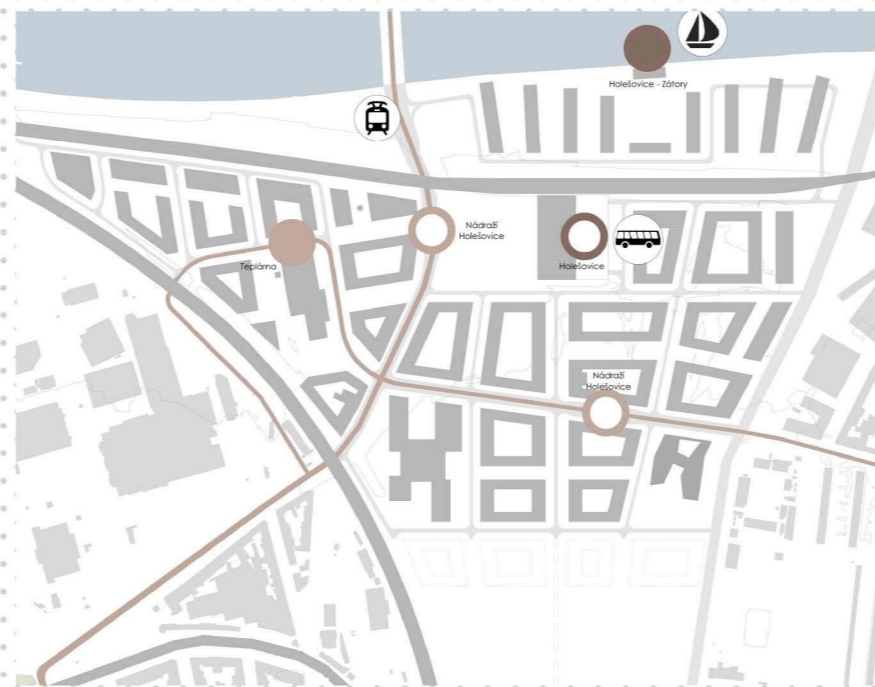 Holešovice - Zátory
Nádraží
Holešovice
Teplárna
Holešovice
Nádraží
Holešovice